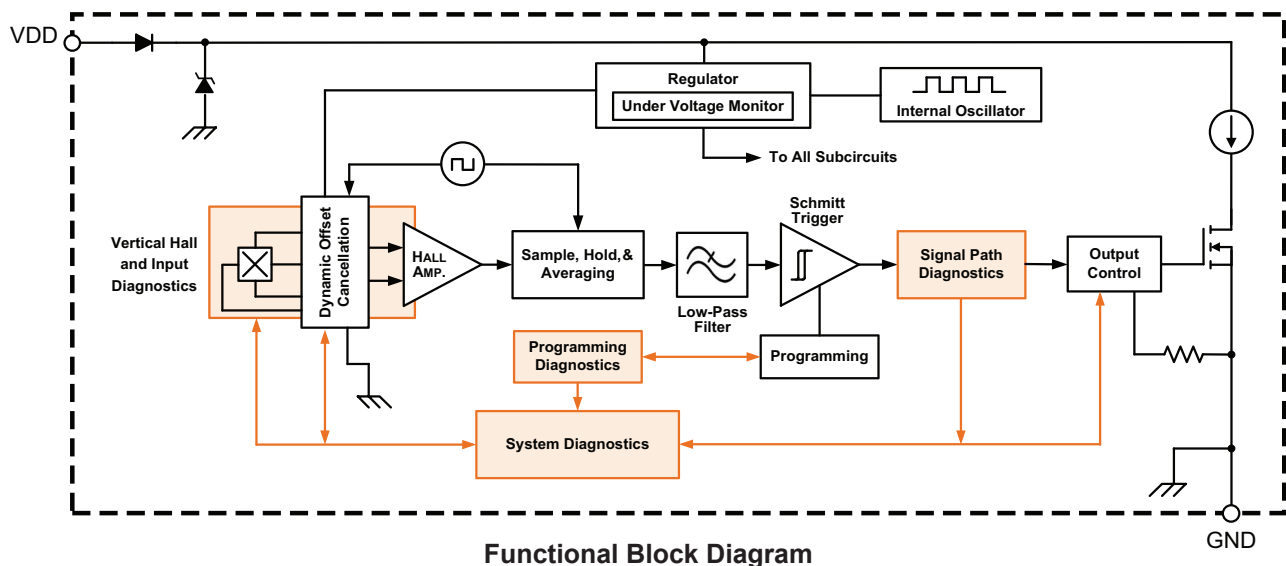 VDD
Regulator
Under Voltage Monitor
Internal Oscillator
To All Subcircuits
Vertical Hall
and Input
Diagnostics
Dynamic Offset
Cancellation
HALL
AMP.
Sample, Hold, &
Averaging
Low-Pass
Filter
Schmitt
Trigger
Signal Path
Diagnostics
Output
Control
Programming
Diagnostics
Programming
System Diagnostics
GND
Functional Block Diagram